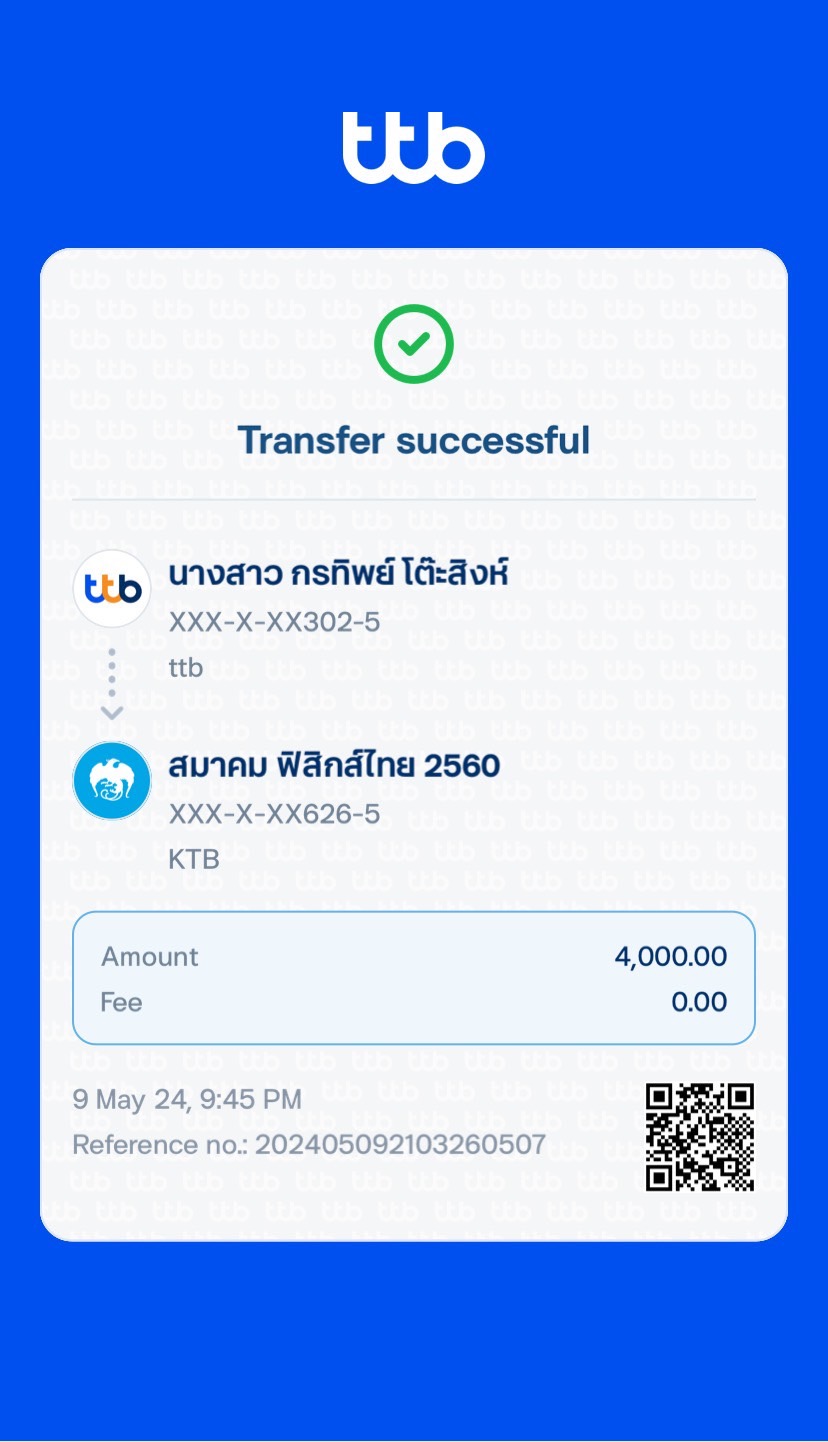 ttb
Transfer successful
ttb
นางสาว กรทิพย์ โต๊ะสิงห์
XXX-X-XX302-5
ttb
สมาคม ฟิสิกส์ไทย 2560
XXX-X-XX626-5
KTB
Amount 4,000.00
Fee 0.00
9 May 24, 9:45 PM
Reference no.: 202405092103260507